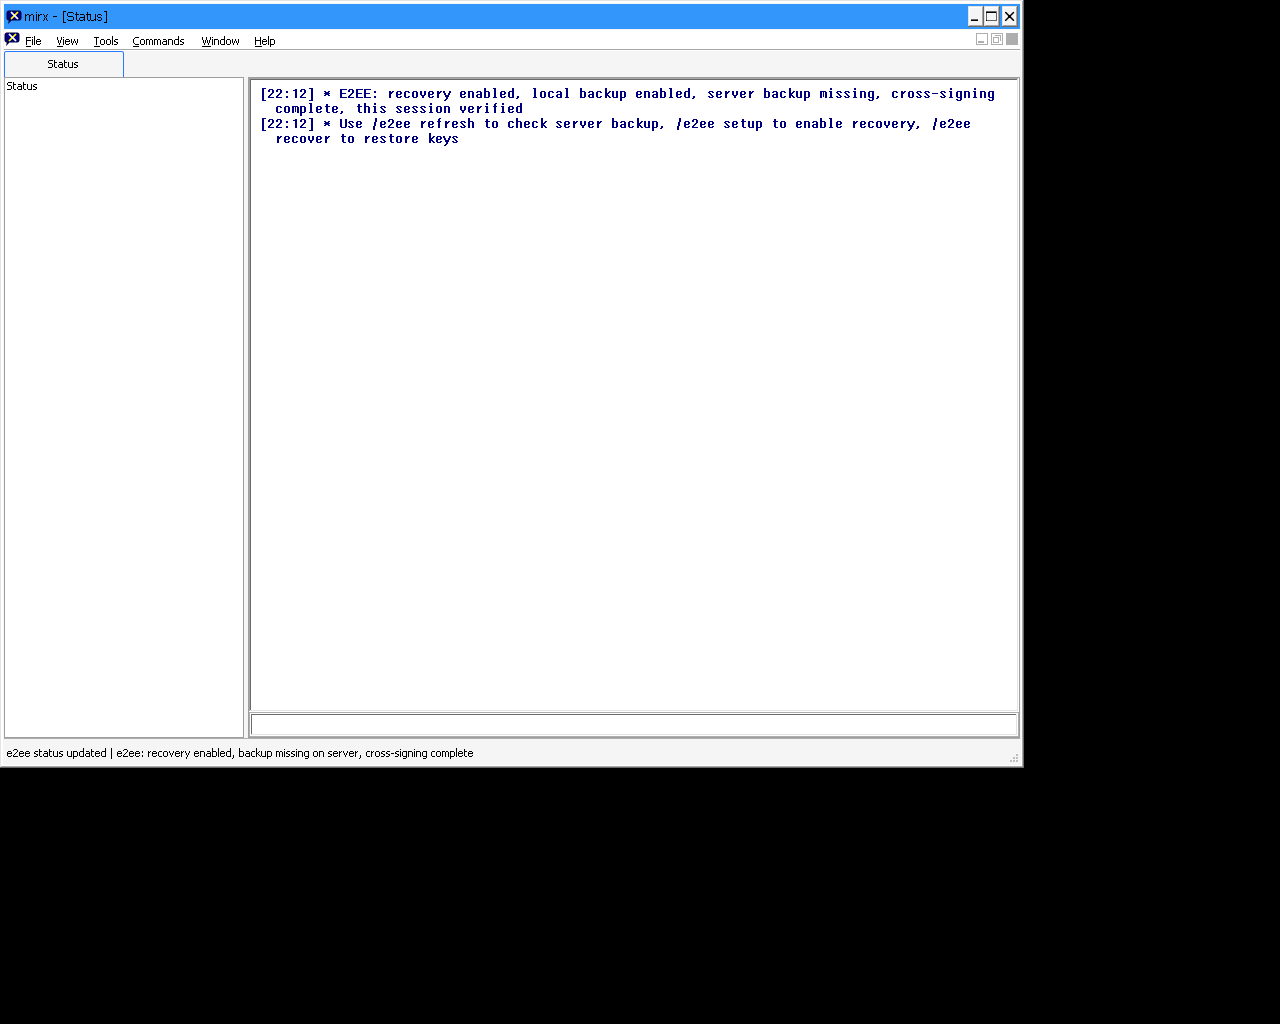 mirx - [Status]
File View Tools Commands Window Help
Status
Status
[22:12] * E2EE: recovery enabled, local backup enabled, server backup missing, cross-signing
complete, this session verified
[22:12] * Use /e2ee refresh to check server backup, /e2ee setup to enable recovery, /e2ee
recover to restore keys
e2ee status updated | e2ee: recovery enabled, backup missing on server, cross-signing complete